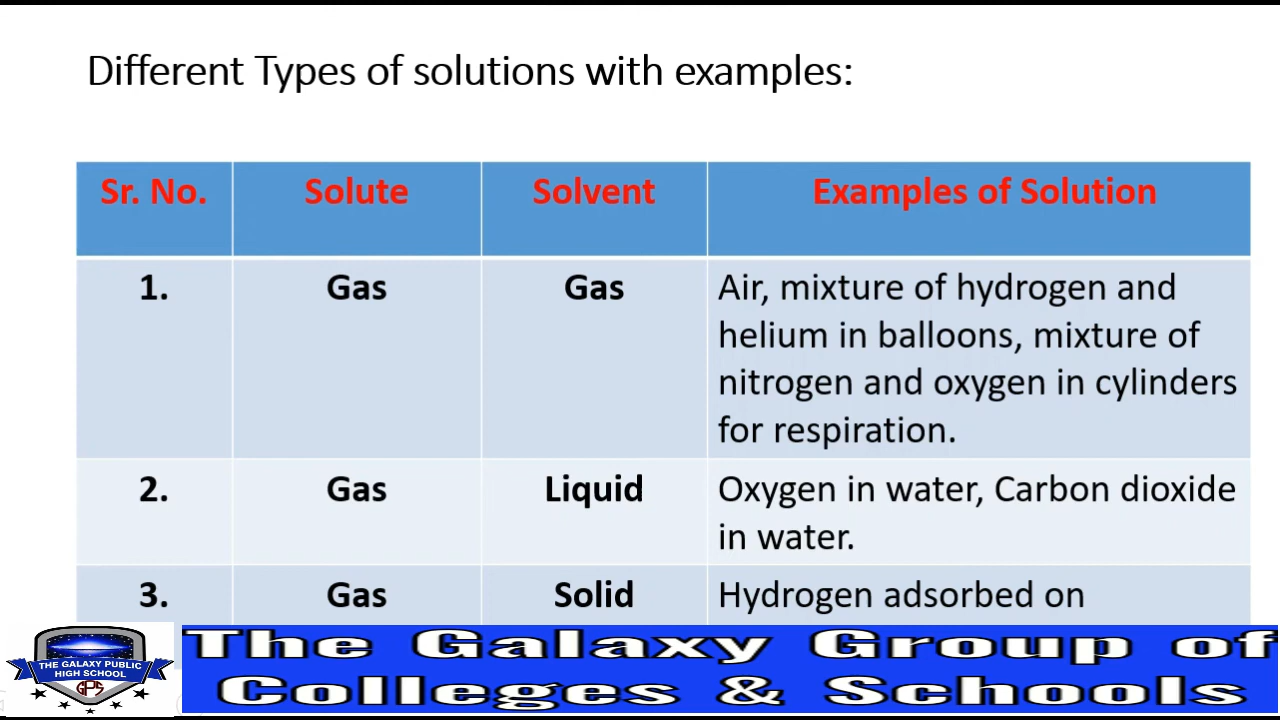 Different Types of solutions with examples:
Sr. No. Solute Solvent Examples of Solution
1. Gas Gas Air, mixture of hydrogen and
helium in balloons, mixture of
nitrogen and oxygen in cylinders
for respiration.
2. Gas Liquid Oxygen in water, Carbon dioxide
in water.
3. Gas Solid Hydrogen adsorbed on
THE GALAXY PUBLIC
HIGH SCHOOL
GPS
The Galaxy Group of
Colleges & Schools